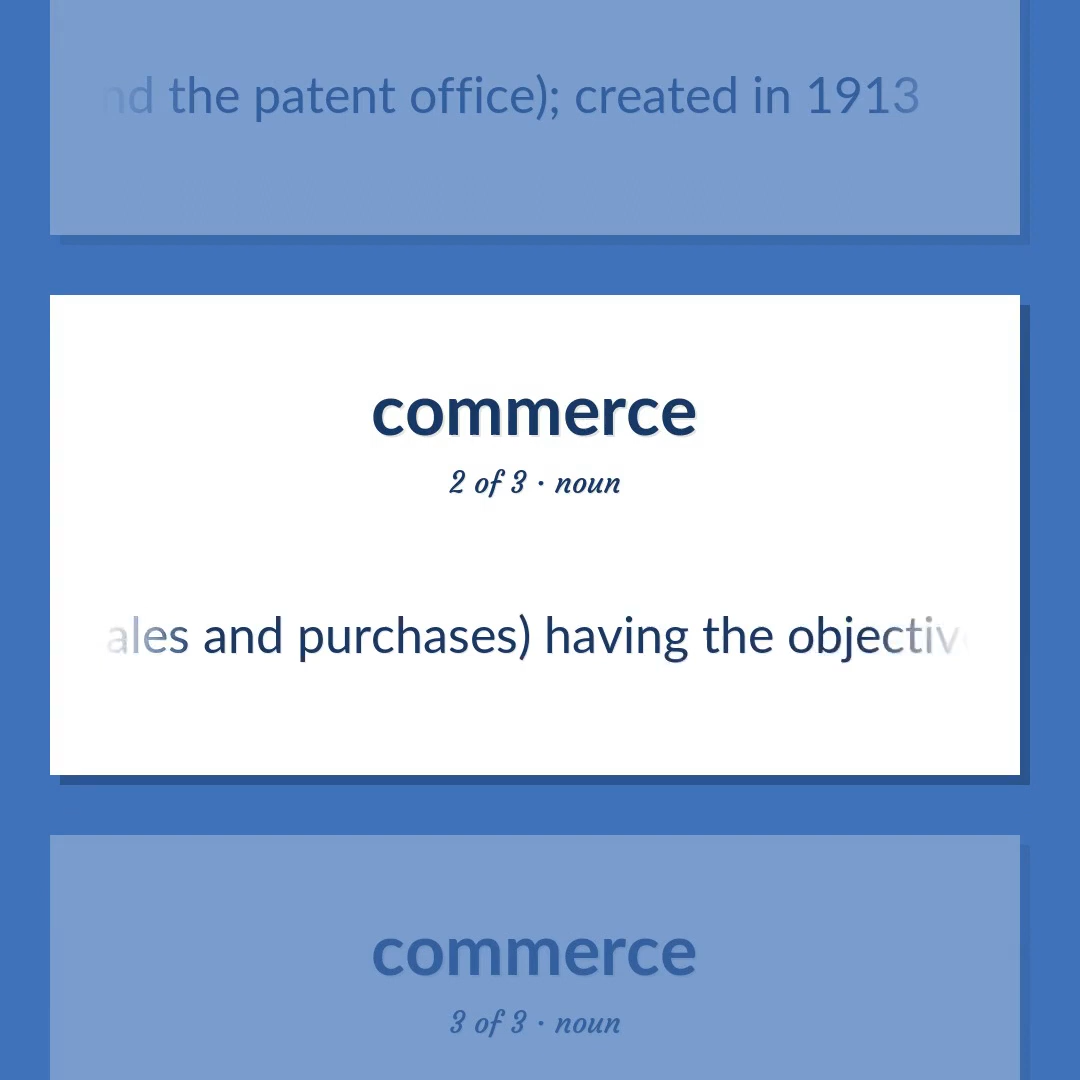 nd the patent office); created in 1913
commerce
2 of 3 · noun
ales and purchases) having the objectiv
commerce
3 of 3 · noun